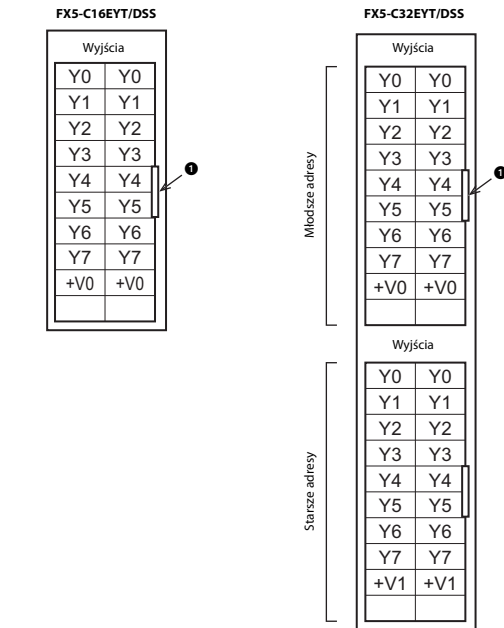 FX5-C16EYT/DSS
Wyjścia
Y0 Y0
Y1 Y1
Y2 Y2
Y3 Y3
Y4 Y4
Y5 Y5
Y6 Y6
Y7 Y7
+V0 +V0
❶
FX5-C32EYT/DSS
Młodsze adresy
Wyjścia
Y0 Y0
Y1 Y1
Y2 Y2
Y3 Y3
Y4 Y4
Y5 Y5
Y6 Y6
Y7 Y7
+V0 +V0
❶
Starsze adresy
Wyjścia
Y0 Y0
Y1 Y1
Y2 Y2
Y3 Y3
Y4 Y4
Y5 Y5
Y6 Y6
Y7 Y7
+V1 +V1